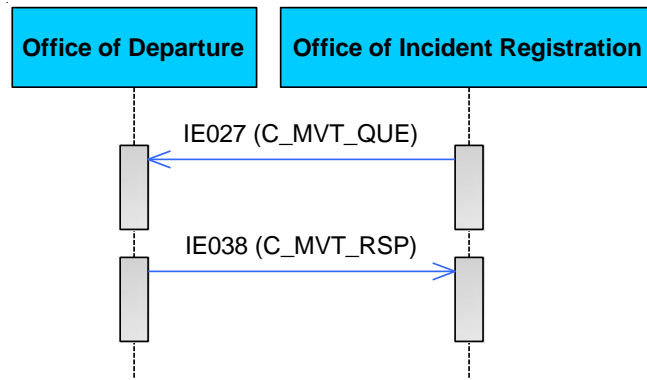 Office of Departure
Office of Incident Registration
IE027 (C_MVT_QUE)
IE038 (C_MVT_RSP)